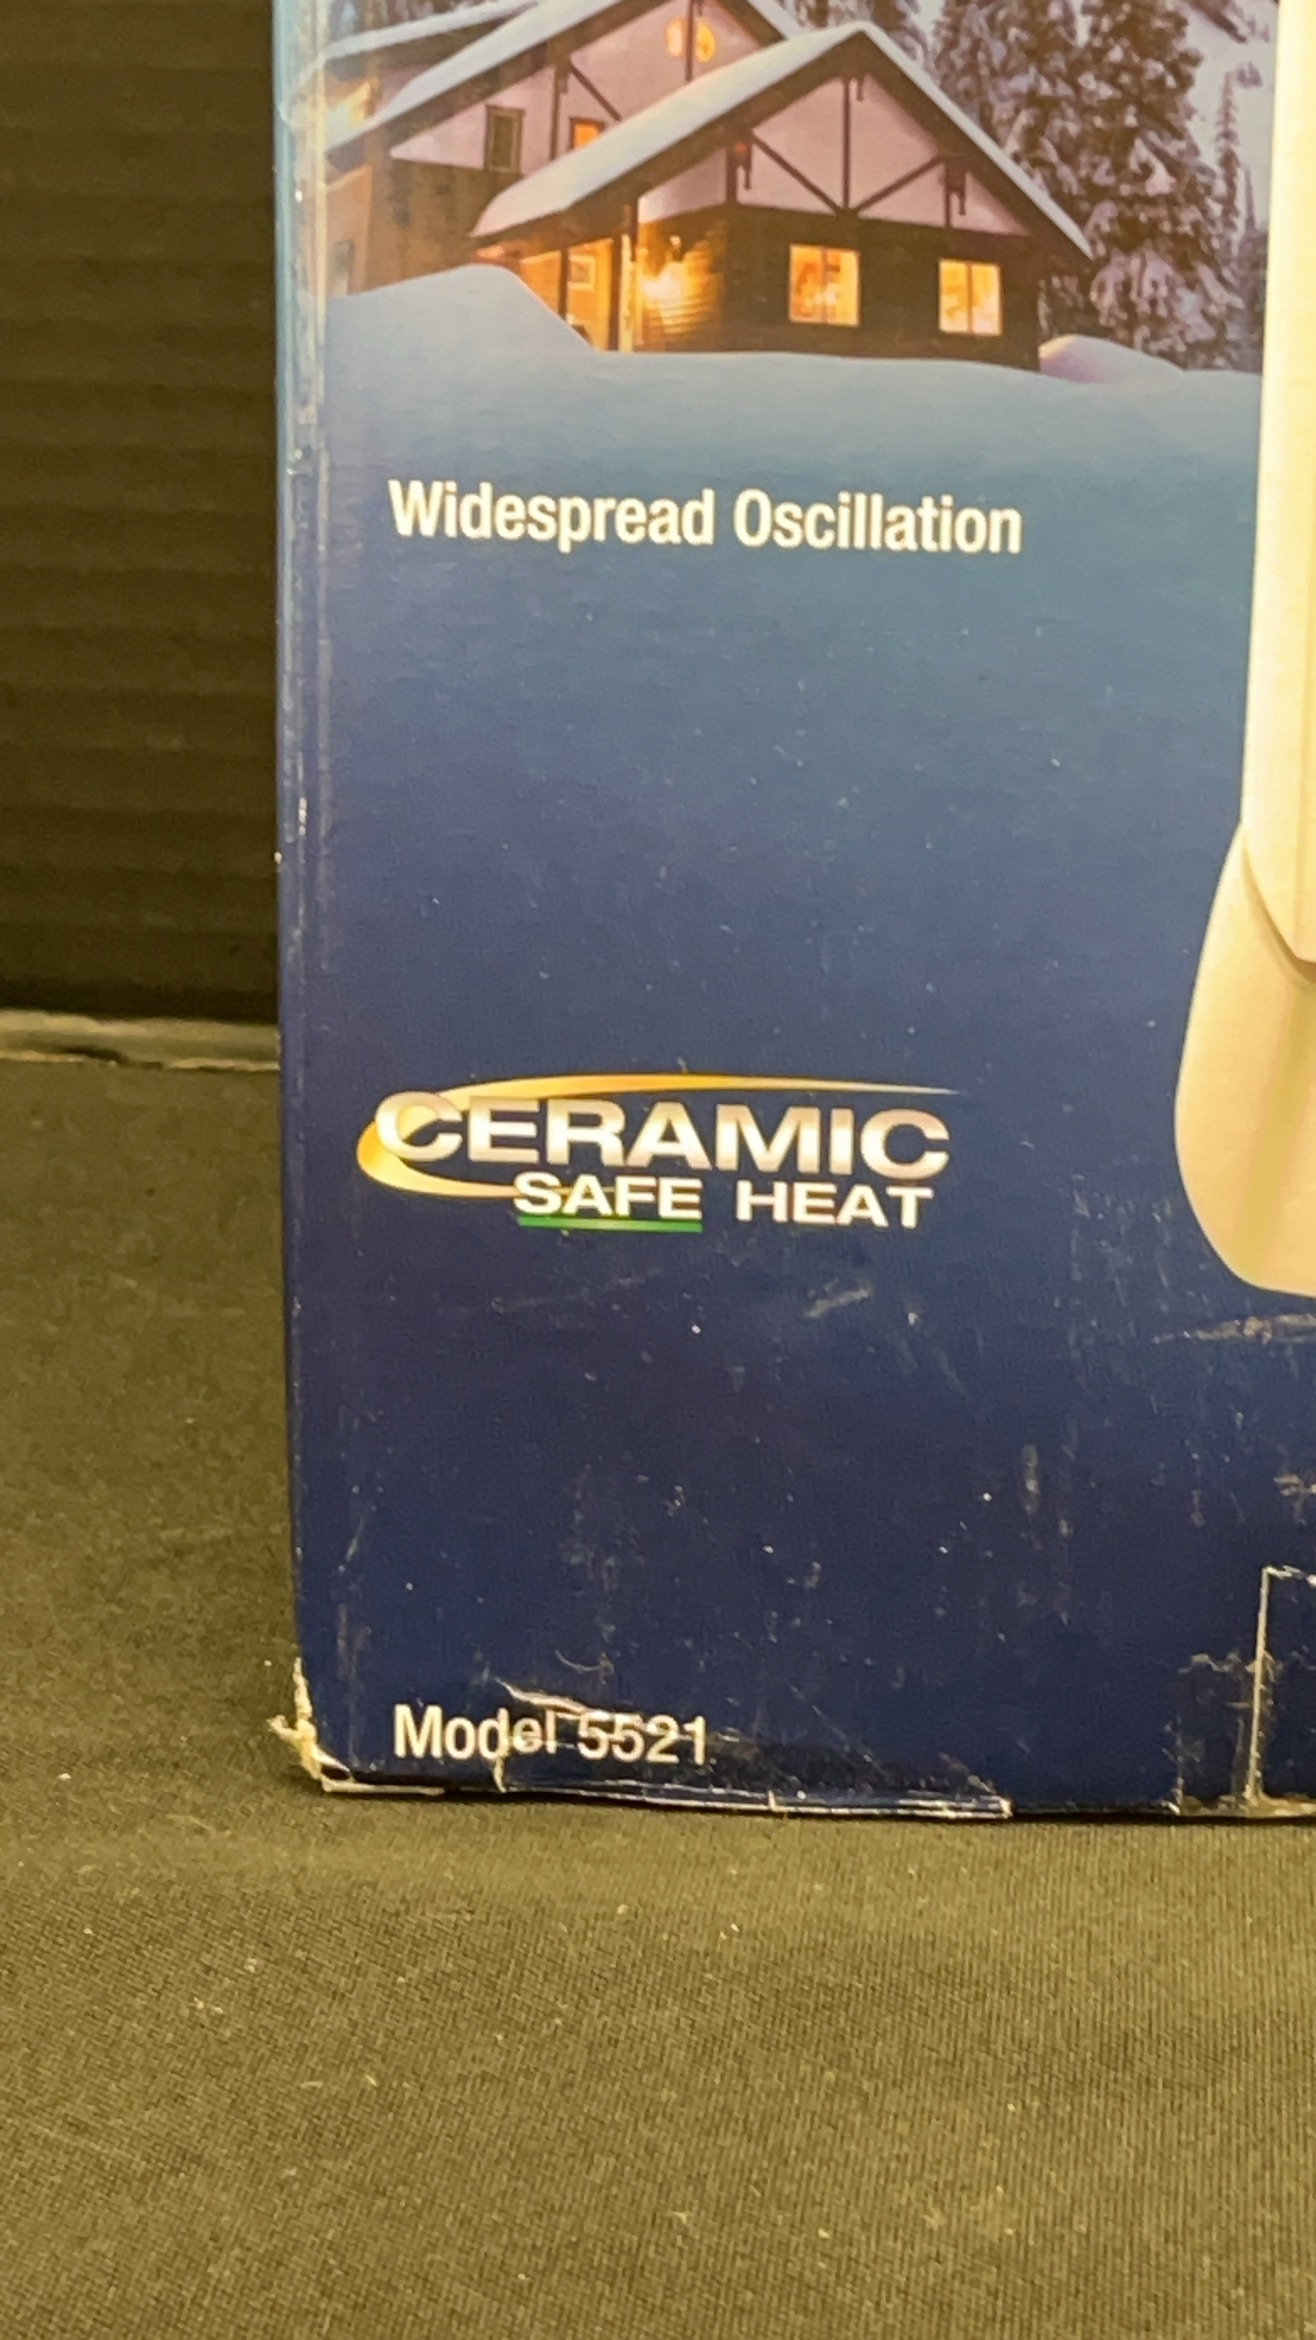 Widespread Oscillation
CERAMIC
SAFE HEAT
Model 5521